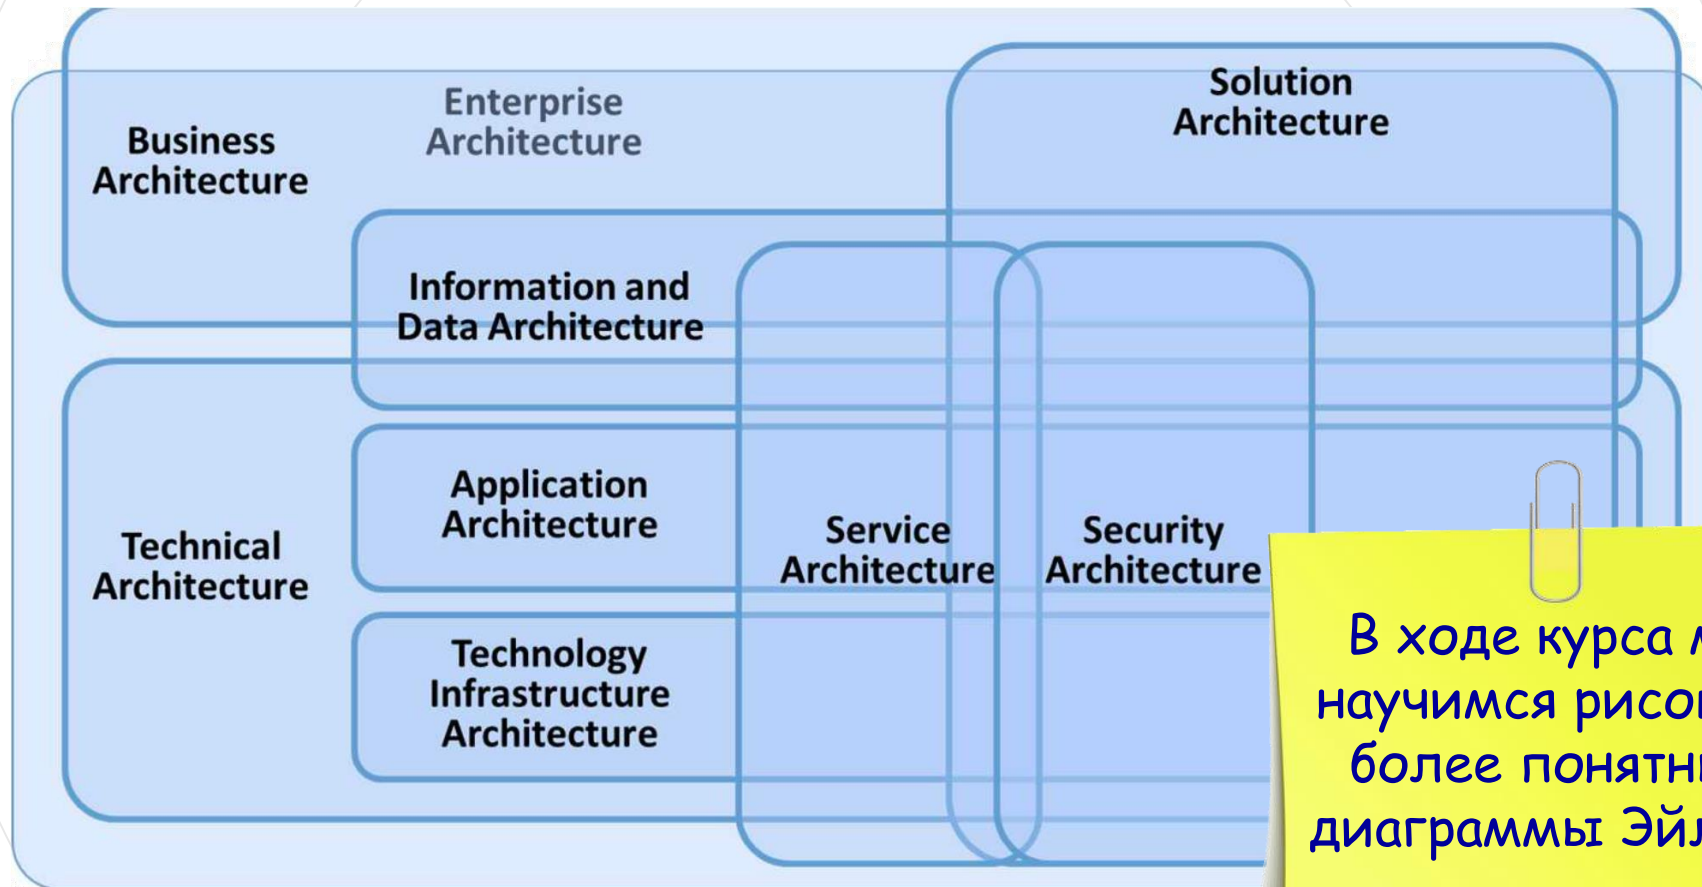 Enterprise
Architecture
Solution
Architecture
Business
Architecture
Information and
Data Architecture
Application
Architecture
Technical
Architecture
Service
Architecture
Security
Architecture
Technology
Infrastructure
Architecture
В ходе курса
научимся
более
диаграммы